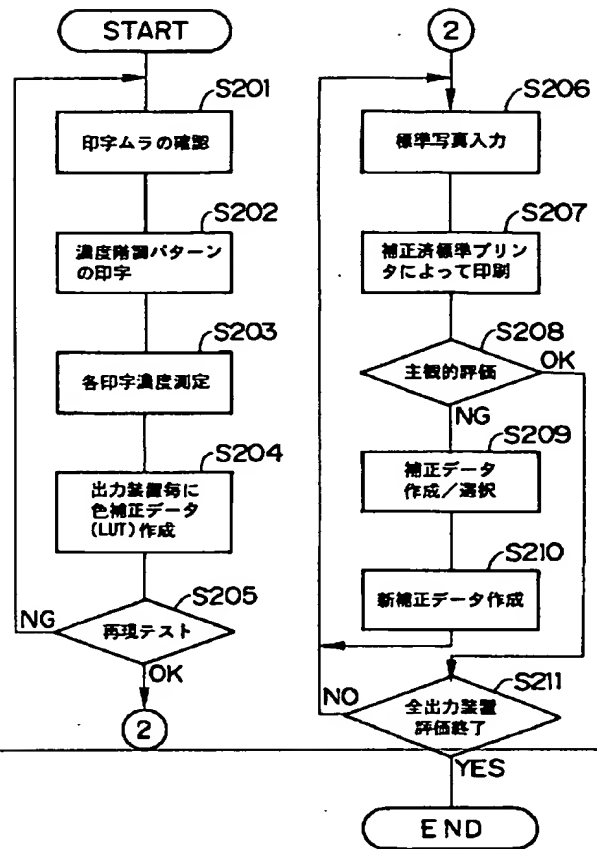 START
S201
印字ムラの確認
S202
濃度階調パターン
の印字
S203
各印字濃度測定
S204
出力装置毎に
色補正データ
(LUT)作成
S205
再現テスト
NG
OK
2
2
S206
標準写真入力
S207
補正済標準プリン
タによって印刷
S208
主観的評価
OK
NG
S209
補正データ
作成/選択
S210
新補正データ作成
S211
全出力装置
評価終了
NO
YES
END